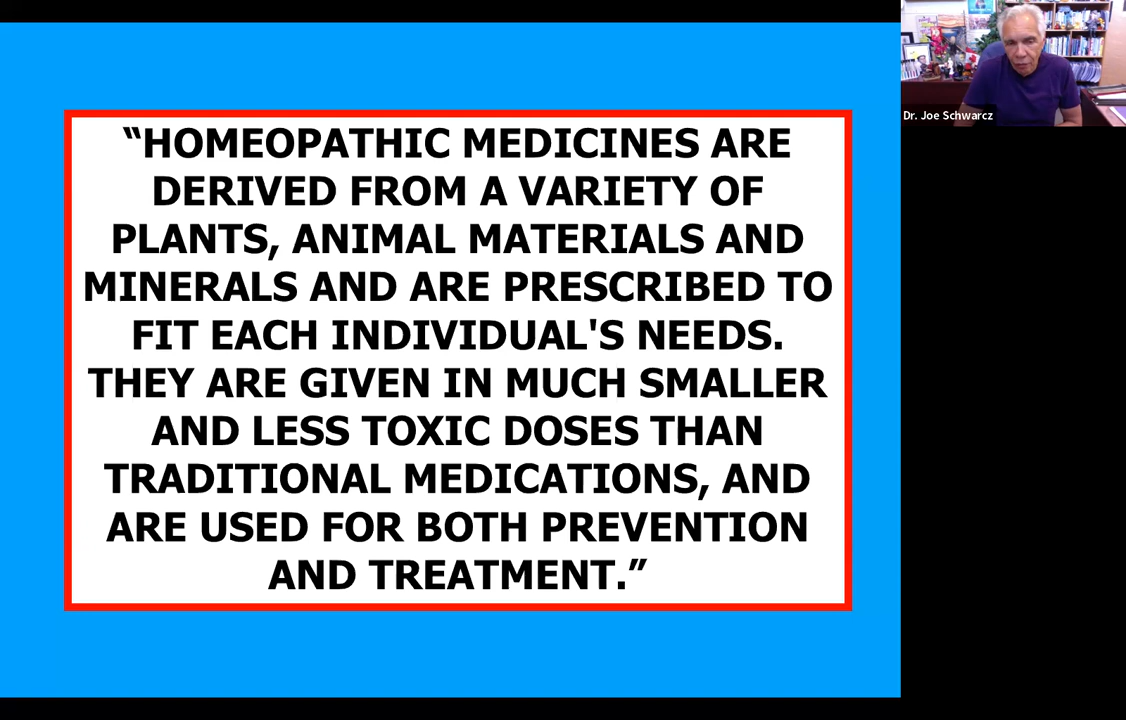 “HOMEOPATHIC MEDICINES ARE
DERIVED FROM A VARIETY OF
PLANTS, ANIMAL MATERIALS AND
MINERALS AND ARE PRESCRIBED TO
FIT EACH INDIVIDUAL'S NEEDS.
THEY ARE GIVEN IN MUCH SMALLER
AND LESS TOXIC DOSES THAN
TRADITIONAL MEDICATIONS, AND
ARE USED FOR BOTH PREVENTION
AND TREATMENT.”
Dr. Joe Schwarcz